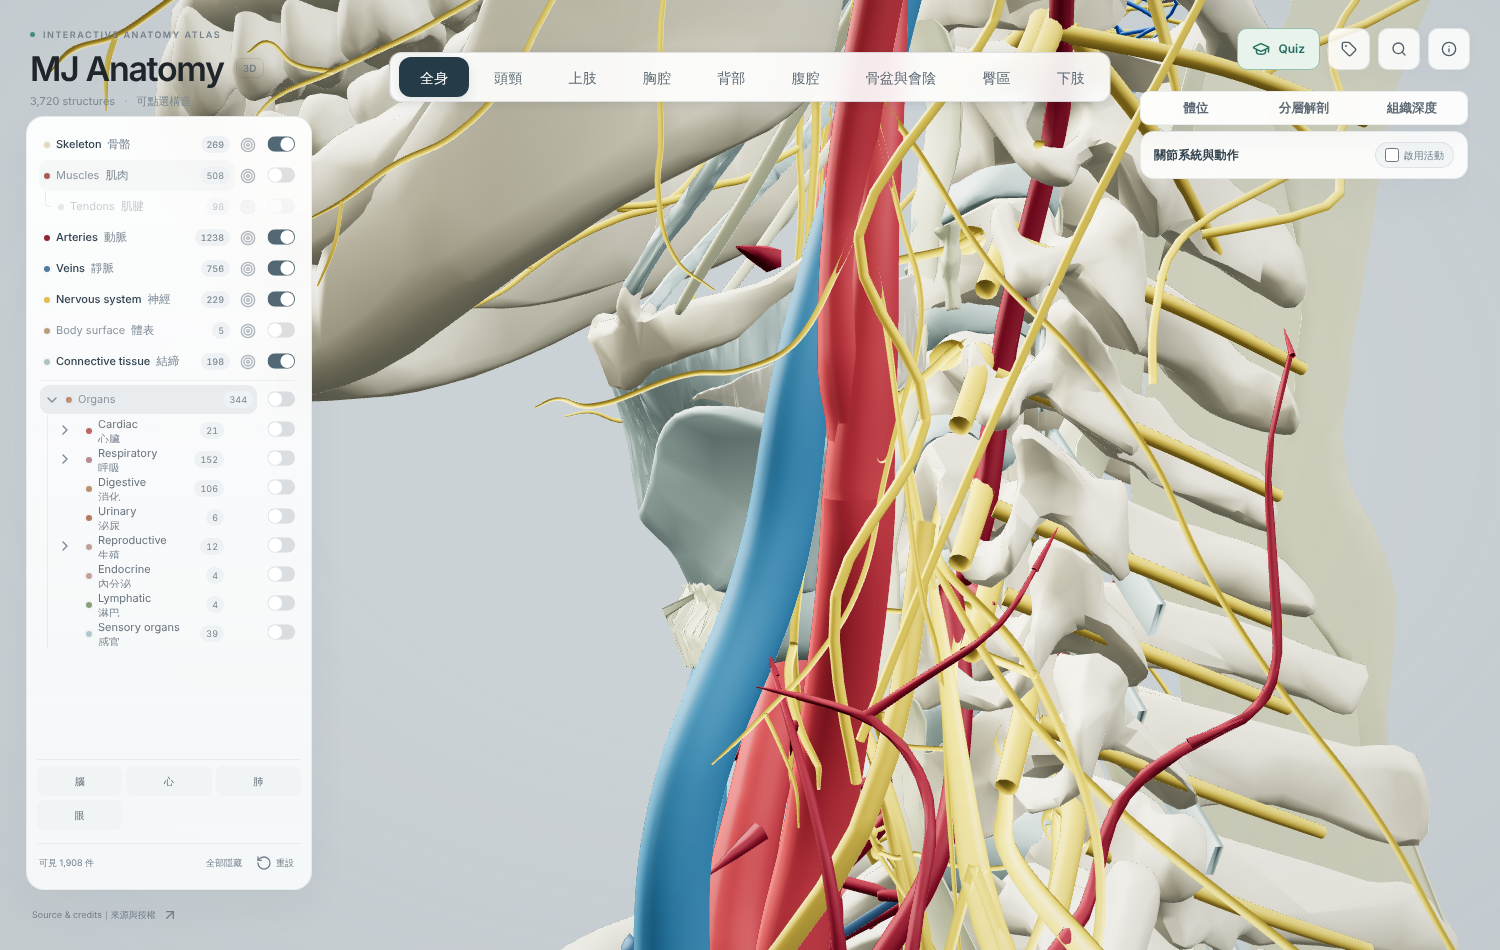 INTERACTIVE ANATOMY ATLAS
MJ Anatomy 3D
3,720 structures · 可點選構造
全身 頭頸 上肢 胸腔 背部 腹腔 骨盆與會陰 臀區 下肢
Quiz
體位 分層解剖 組織深度
關節系統與動作 啟用活動
Skeleton 骨骼 269
Muscles 肌肉 508
Tendons 肌腱 98
Arteries 動脈 1238
Veins 靜脈 756
Nervous system 神經 229
Body surface 體表 5
Connective tissue 結締 198
Organs 344
Cardiac 21
心臟
Respiratory 152
呼吸
Digestive 106
消化
Urinary 6
泌尿
Reproductive 12
生殖
Endocrine 4
內分泌
Lymphatic 4
淋巴
Sensory organs 39
感官
腦 心 肺
眼
可見 1,908 件 全部隱藏 重設
Source & credits | 來源與授權